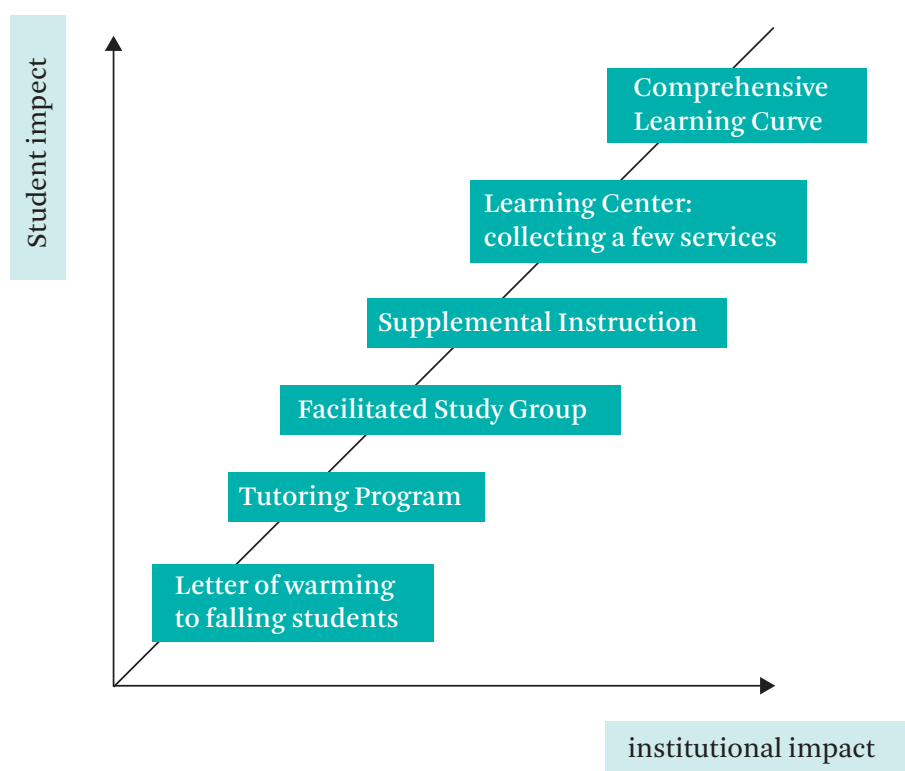 Student impect
Comprehensive
Learning Curve
Learning Center:
collecting a few services
Supplemental Instruction
Facilitated Study Group
Tutoring Program
Letter of warming
to falling students
institutional impact